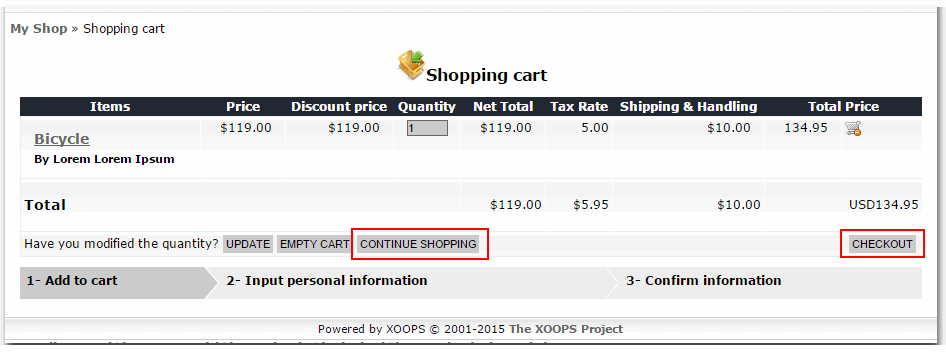 My Shop » Shopping cart
Shopping cart
Items Price Discount price Quantity Net Total Tax Rate Shipping & Handling Total Price
Bicycle $119.00 $119.00 1 $119.00 5.00 $10.00 134.95
By Lorem Lorem Ipsum
Total $119.00 $5.95 $10.00 USD134.95
Have you modified the quantity? UPDATE EMPTY CART CONTINUE SHOPPING CHECKOUT
1- Add to cart 2- Input personal information 3- Confirm information
Powered by XOOPS © 2001-2015 The XOOPS Project